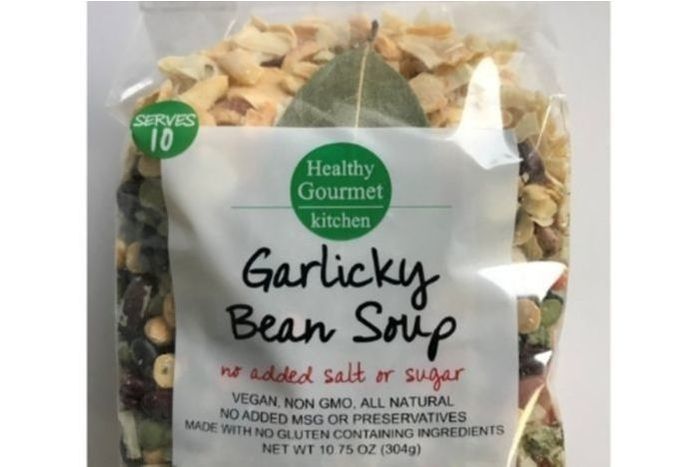 SERVES
10
Healthy
Gourmet
kitchen
Garlicky
Bean Soup
no added salt or sugar
VEGAN, NON GMO, ALL NATURAL
NO ADDED MSG OR PRESERVATIVES
MADE WITH NO GLUTEN CONTAINING INGREDIENTS
NET WT 10.75 OZ (304g)